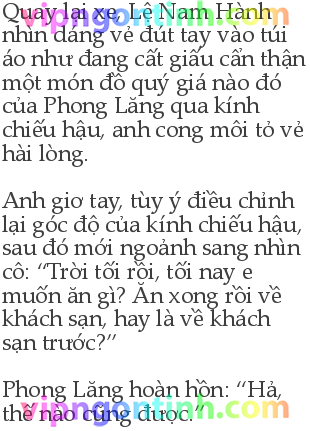 Quay lại xe, Lệ Nam Hành
nhìn dáng vẻ đút tay vào túi
áo như đang cất giấu cẩn thận
một món đồ quý giá nào đó
của Phong Lăng qua kính
chiếu hậu, anh cong môi tỏ vẻ
hài lòng.
Anh giơ tay, tùy ý điều chỉnh
lại góc độ của kính chiếu hậu,
sau đó mới ngoảnh sang nhìn
cô: “Trời tối rồi, tối nay e
muốn ăn gì? Ăn xong rồi về
khách sạn, hay là về khách
sạn trước?”
Phong Lăng hoàn hồn: “Hả,
thế nào cũng được.”
vipngontinh.com
vipngontinh.com